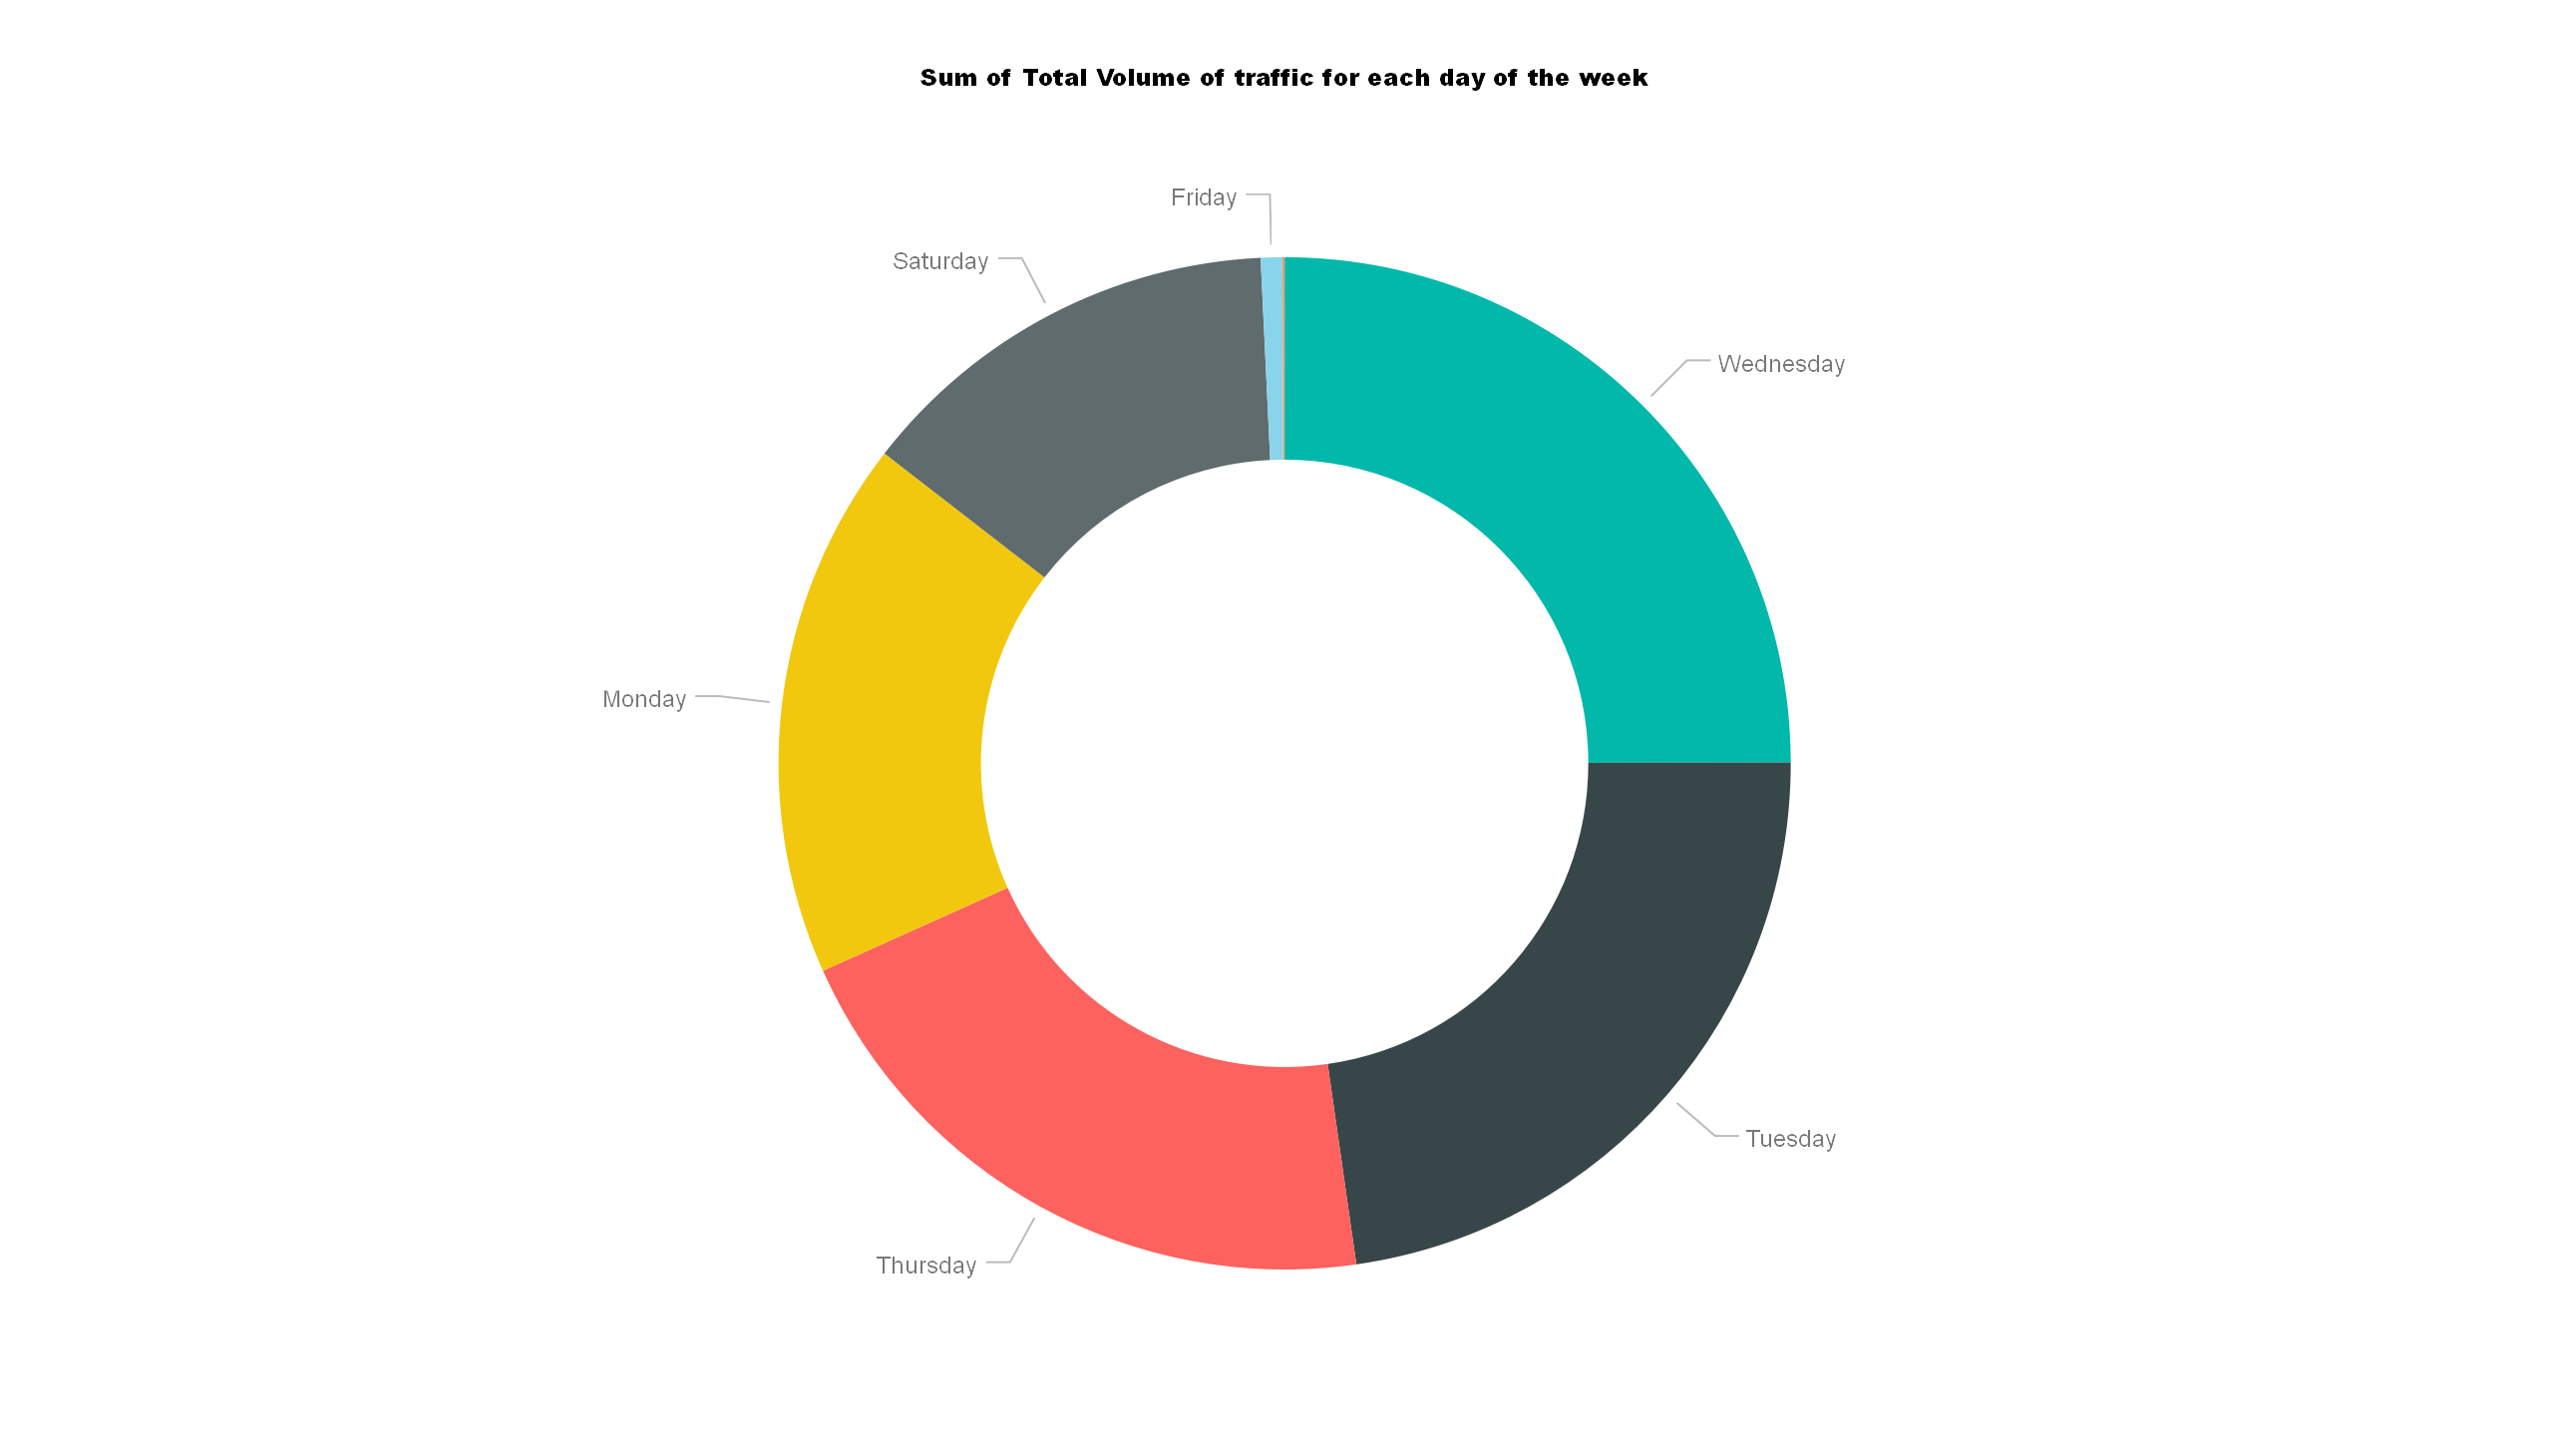 Sum of Total Volume of traffic for each day of the week
Friday
Saturday
Wednesday
Monday
Tuesday
Thursday